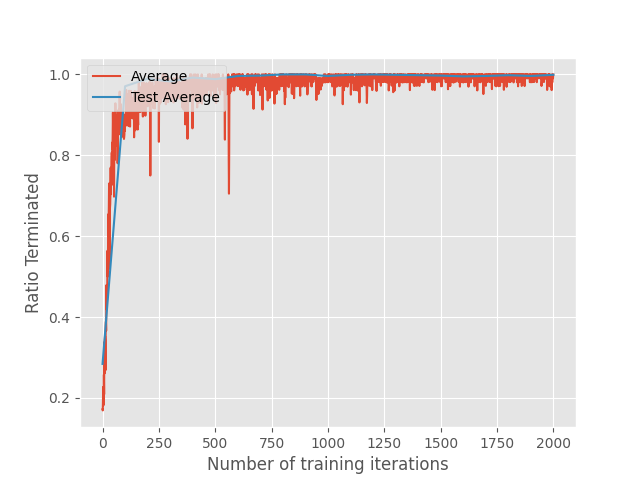 Average
Test Average
1.0
0.8
0.6
0.4
0.2
Ratio Terminated
0 250 500 750 1000 1250 1500 1750 2000
Number of training iterations